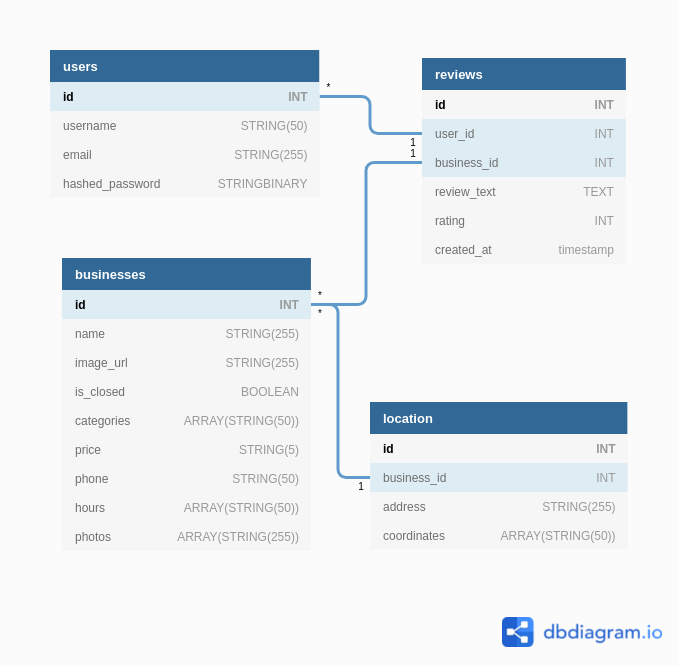 users
id INT
username STRING(50)
email STRING(255)
hashed_password STRINGBINARY
*
reviews
id INT
user_id INT
business_id INT
review_text TEXT
rating INT
created_at timestamp
1
1
businesses
id INT
name STRING(255)
image_url STRING(255)
is_closed BOOLEAN
categories ARRAY(STRING(50))
price STRING(5)
phone STRING(50)
hours ARRAY(STRING(50))
photos ARRAY(STRING(255))
*
*
location
id INT
business_id INT
address STRING(255)
coordinates ARRAY(STRING(50))
1
dbdiagram.io